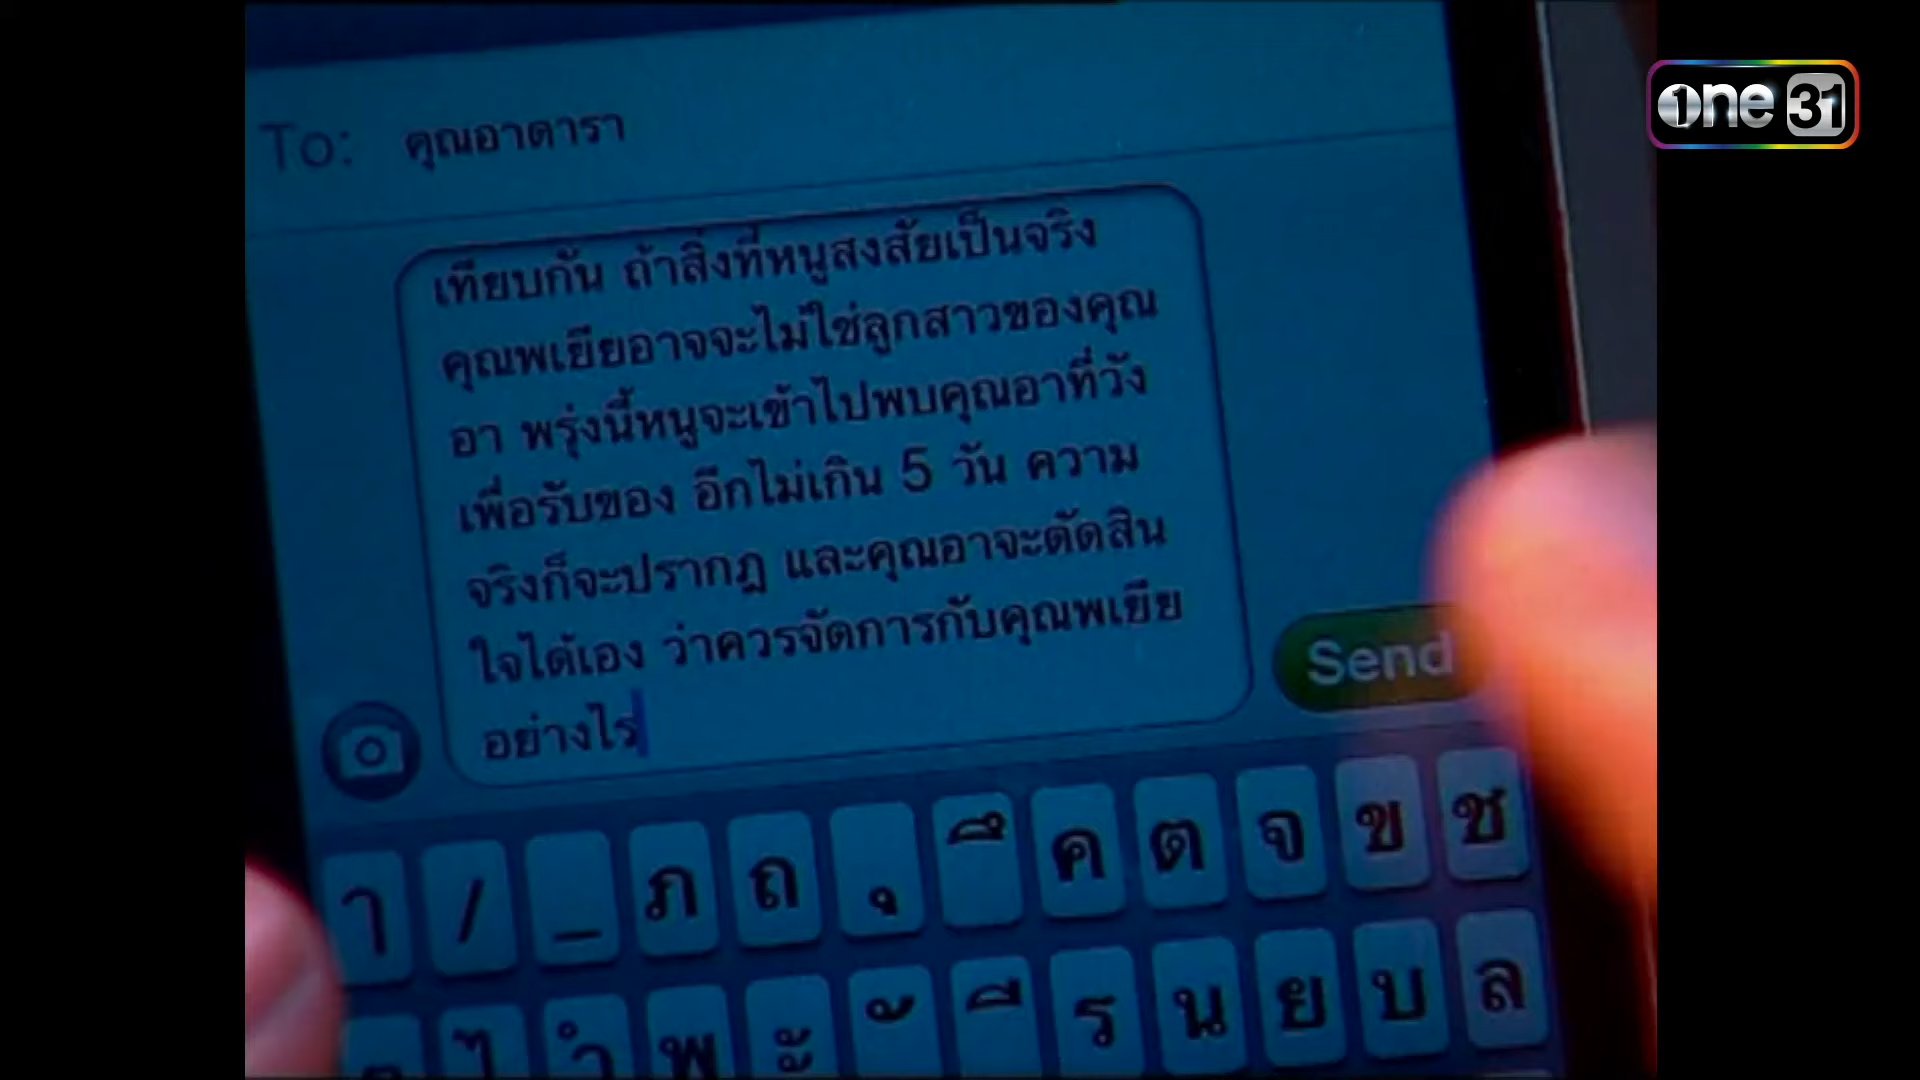 one 31
To: คุณอาดารา
เทียบกัน ถ้าสิ่งที่หนูสงสัยเป็นจริง
คุณพเยียอาจจะไม่ใช่ลูกสาวของคุณ
อา พรุ่งนี้หนูจะเข้าไปพบคุณอาที่วัง
เพื่อรับของ อีกไม่เกิน 5 วัน ความ
จริงก็จะปรากฏ และคุณอาจะตัดสิน
ใจได้เอง ว่าควรจัดการกับคุณพเยีย
อย่างไร
Send
ๅ / _ ภ ถ ุ ึ ค ต จ ข ช
ไ ำ พ ะ ั ี ร น ย บ ล